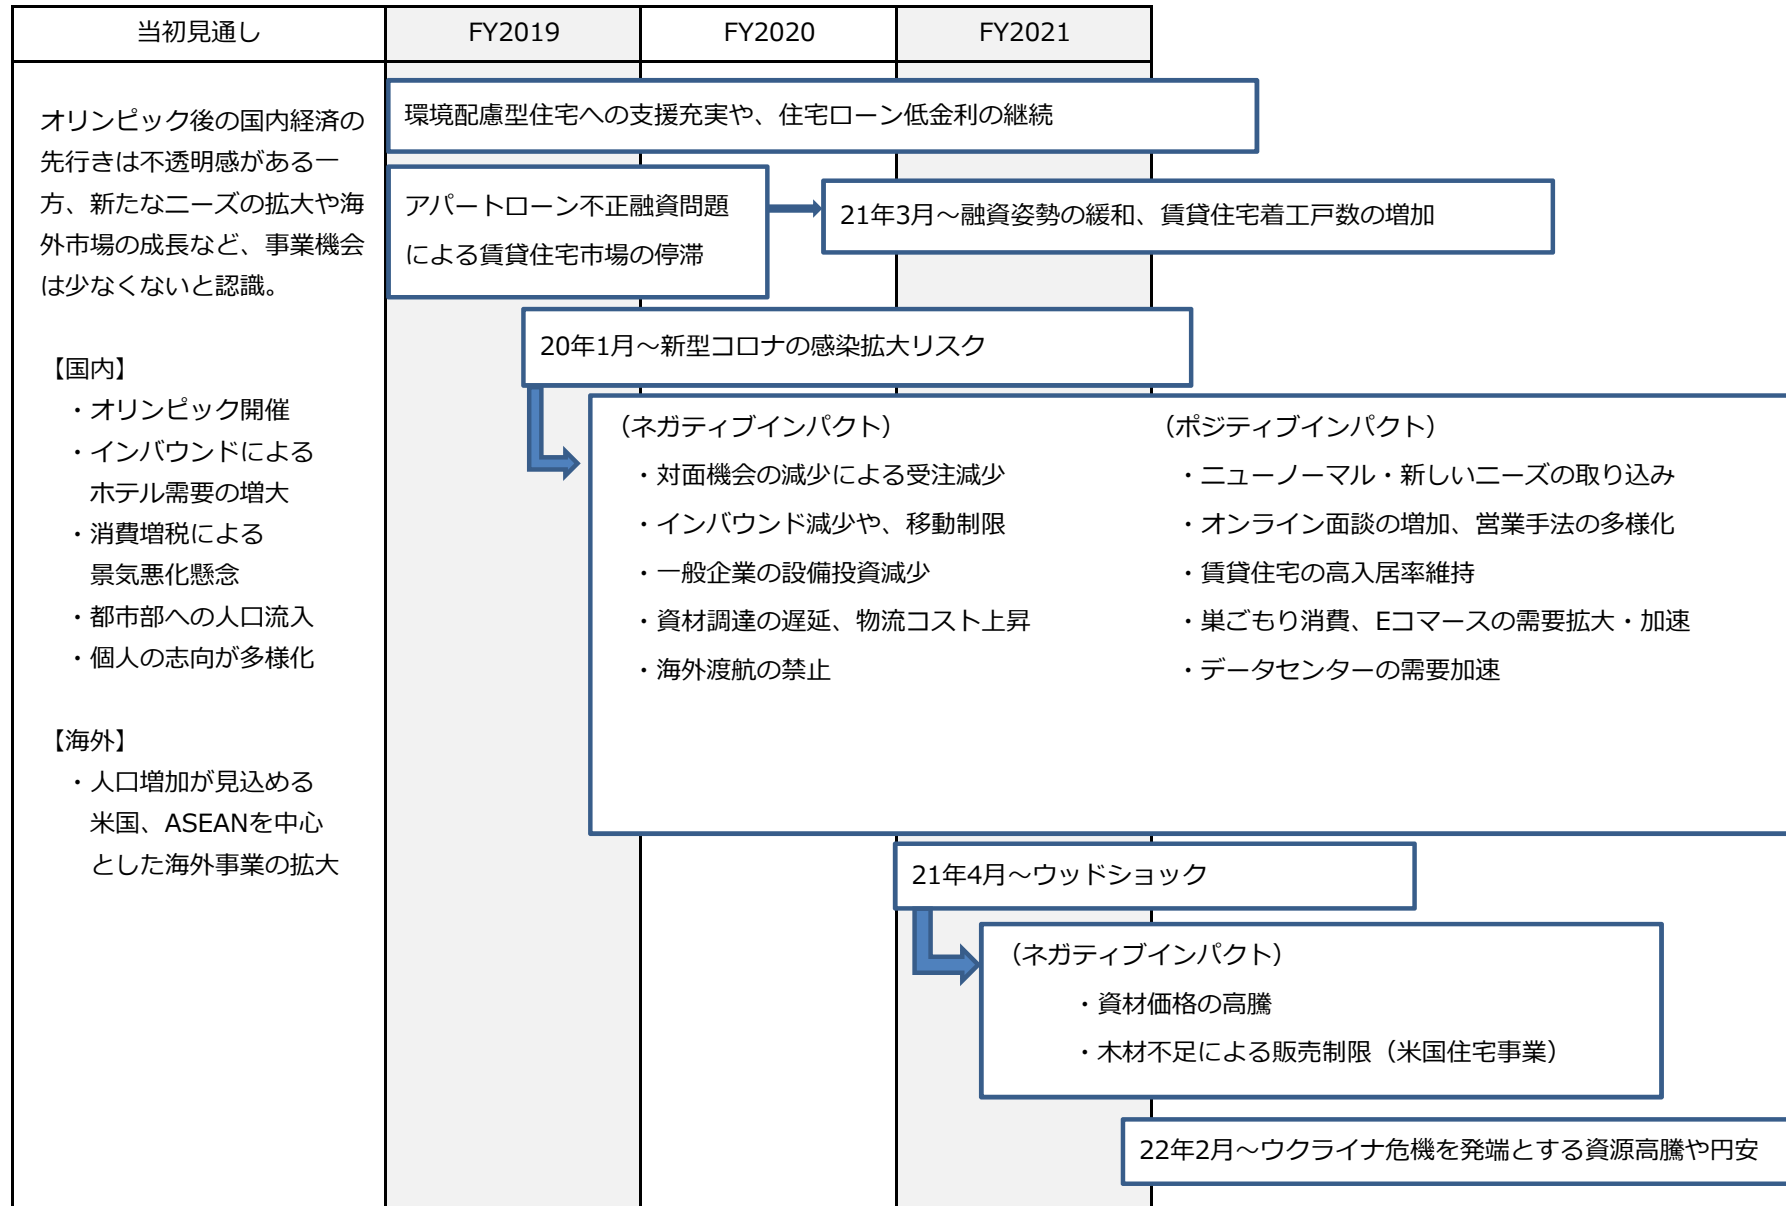 当初見通し
FY2019
FY2020
FY2021
オリンピック後の国内経済の
先行きは不透明感がある一
方、新たなニーズの拡大や海
外市場の成長など、事業機会
は少なくないと認識。
【国内】
・オリンピック開催
・インバウンドによる
ホテル需要の増大
・消費増税による
景気悪化懸念
・都市部への人口流入
・個人の志向が多様化
【海外】
・人口増加が見込める
米国、ASEANを中心
とした海外事業の拡大
環境配慮型住宅への支援充実や、住宅ローン低金利の継続
アパートローン不正融資問題
による賃貸住宅市場の停滞
21年3月～融資姿勢の緩和、賃貸住宅着工戸数の増加
20年1月～新型コロナの感染拡大リスク
（ネガティブインパクト）
・対面機会の減少による受注減少
・インバウンド減少や、移動制限
・一般企業の設備投資減少
・資材調達の遅延、物流コスト上昇
・海外渡航の禁止
（ポジティブインパクト）
・ニューノーマル・新しいニーズの取り込み
・オンライン面談の増加、営業手法の多様化
・賃貸住宅の高入居率維持
・巣ごもり消費、Eコマースの需要拡大・加速
・データセンターの需要加速
21年4月～ウッドショック
（ネガティブインパクト）
・資材価格の高騰
・木材不足による販売制限（米国住宅事業）
22年2月～ウクライナ危機を発端とする資源高騰や円安